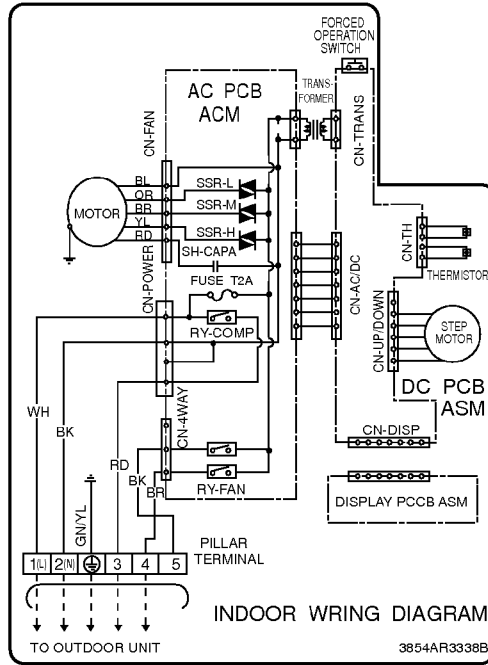 FORCED
OPERATION
SWITCH
AC PCB
ACM
TRANS-
FORMER
CN-TRANS
CN-FAN
BL
OR
BR
YL
RD
MOTOR
SSR-L
SSR-M
SSR-H
SH-CAPA
FUSE T2A
RY-COMP
CN-POWER
CN-AC/DC
CN-TH
THERMISTOR
CN-UP/DOWN
STEP
MOTOR
DC PCB
ASM
CN-DISP
DISPLAY PCCB ASM
CN-4WAY
RY-FAN
WH
BK
GN/YL
RD
BK
BR
PILLAR
TERMINAL
1(L) 2(N) 3 4 5
TO OUTDOOR UNIT
INDOOR WRING DIAGRAM
3854AR3338B